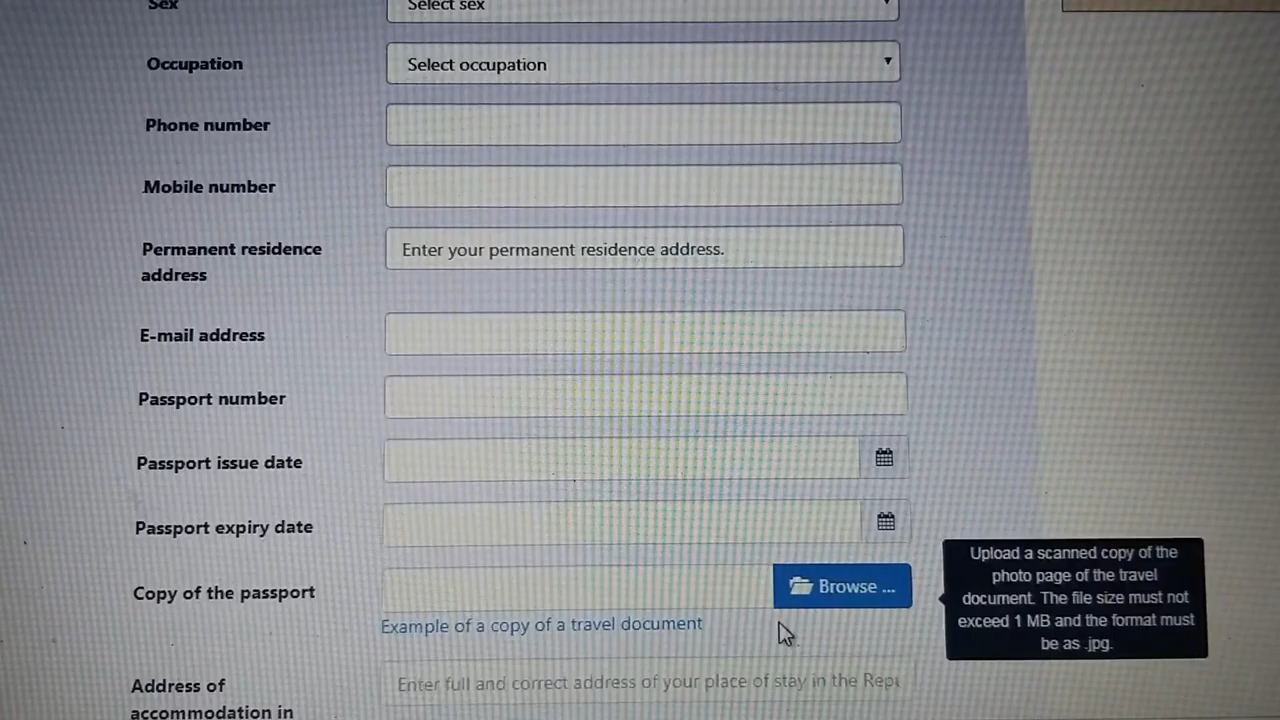 Sex
Select sex
Occupation
Select occupation
Phone number
Mobile number
Permanent residence
address
Enter your permanent residence address.
E-mail address
Passport number
Passport issue date
Passport expiry date
Copy of the passport
Browse ...
Example of a copy of a travel document
Upload a scanned copy of the
photo page of the travel
document. The file size must not
exceed 1 MB and the format must
be as .jpg.
Address of
accommodation in
Enter full and correct address of your place of stay in the